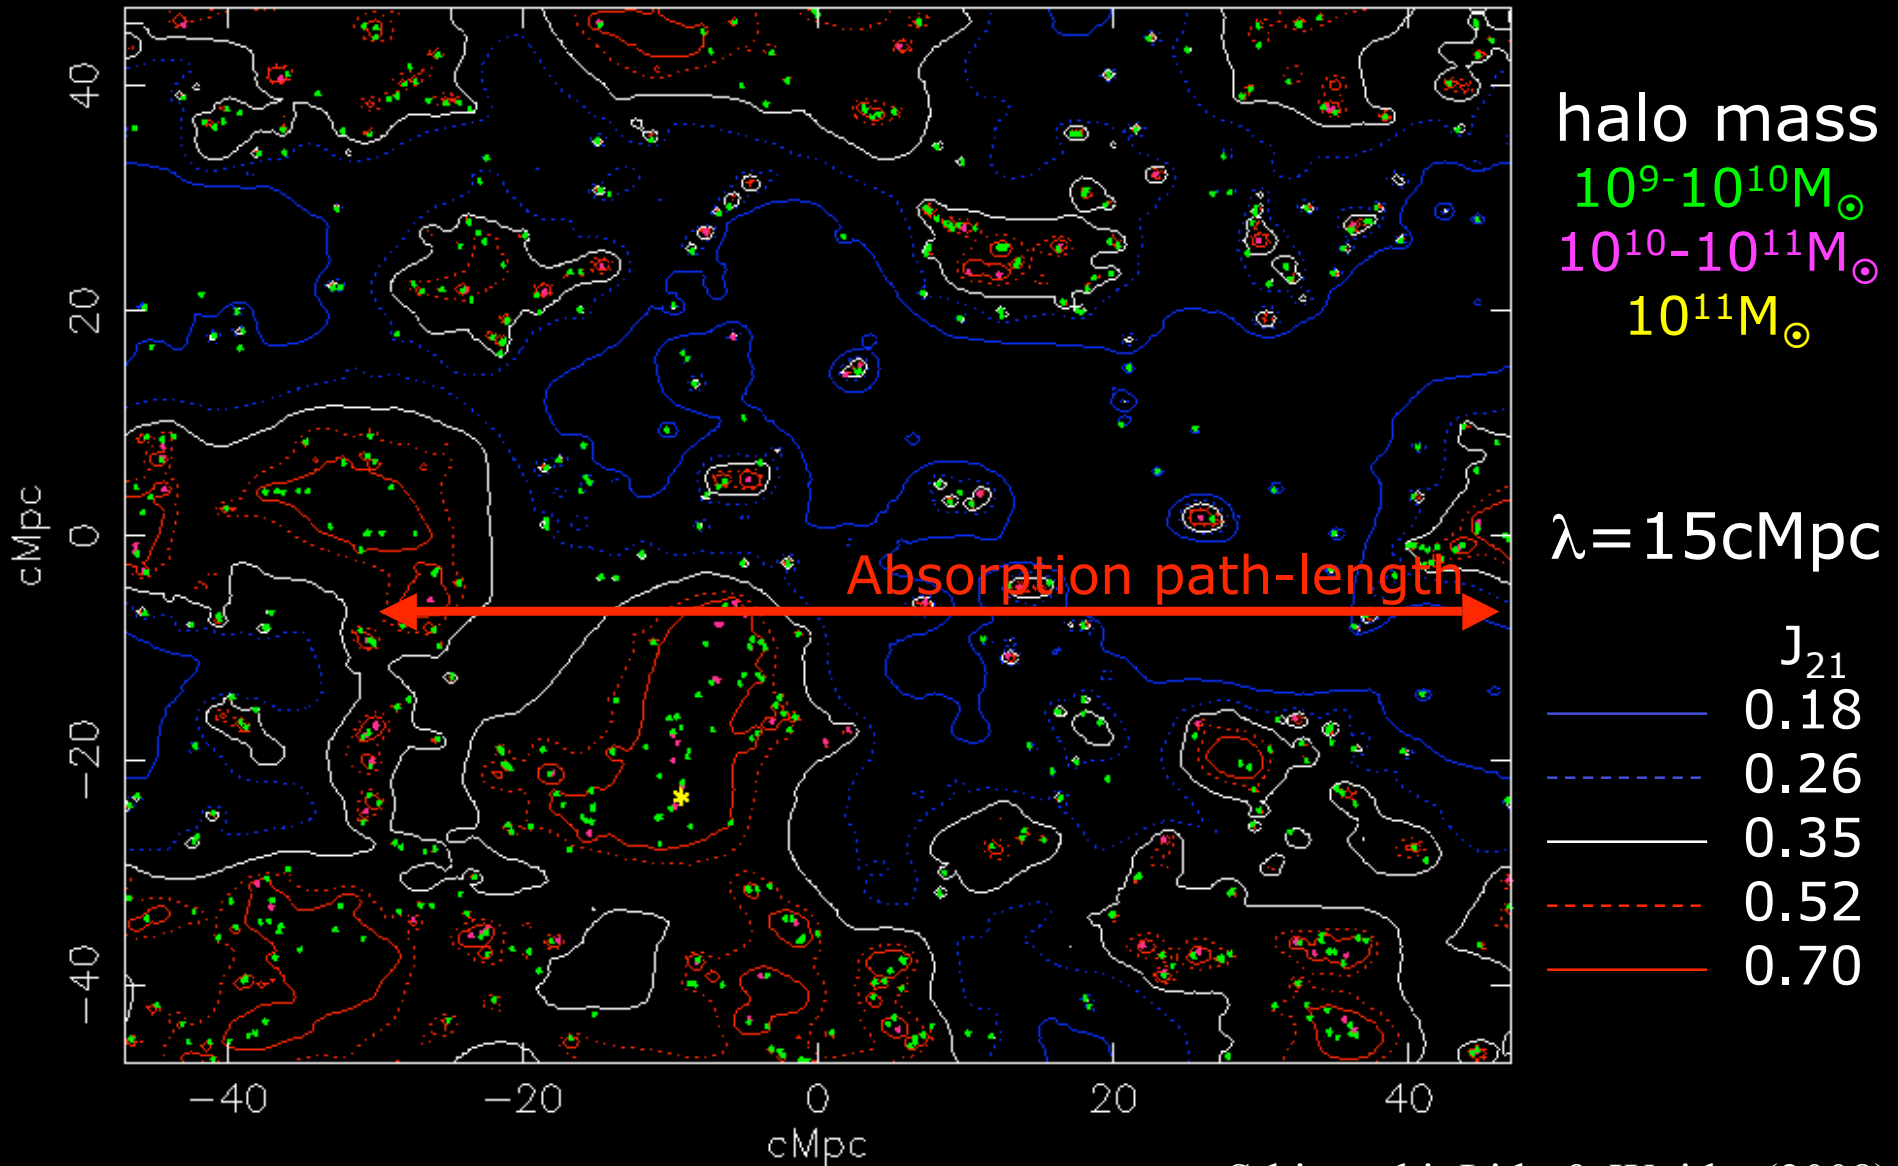 halo mass
10⁹⁻10¹⁰M☉
10¹⁰-10¹¹M☉
10¹¹M☉
λ=15cMpc
Absorption path-length
J₂₁
0.18
0.26
0.35
0.52
0.70
40
20
0
−20
−40
cMpc
−40
−20
0
20
40
cMpc
(2008)